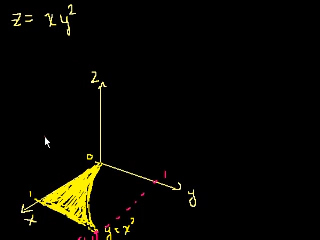 z = xy²
z
0
1
1
x
y
y = x²